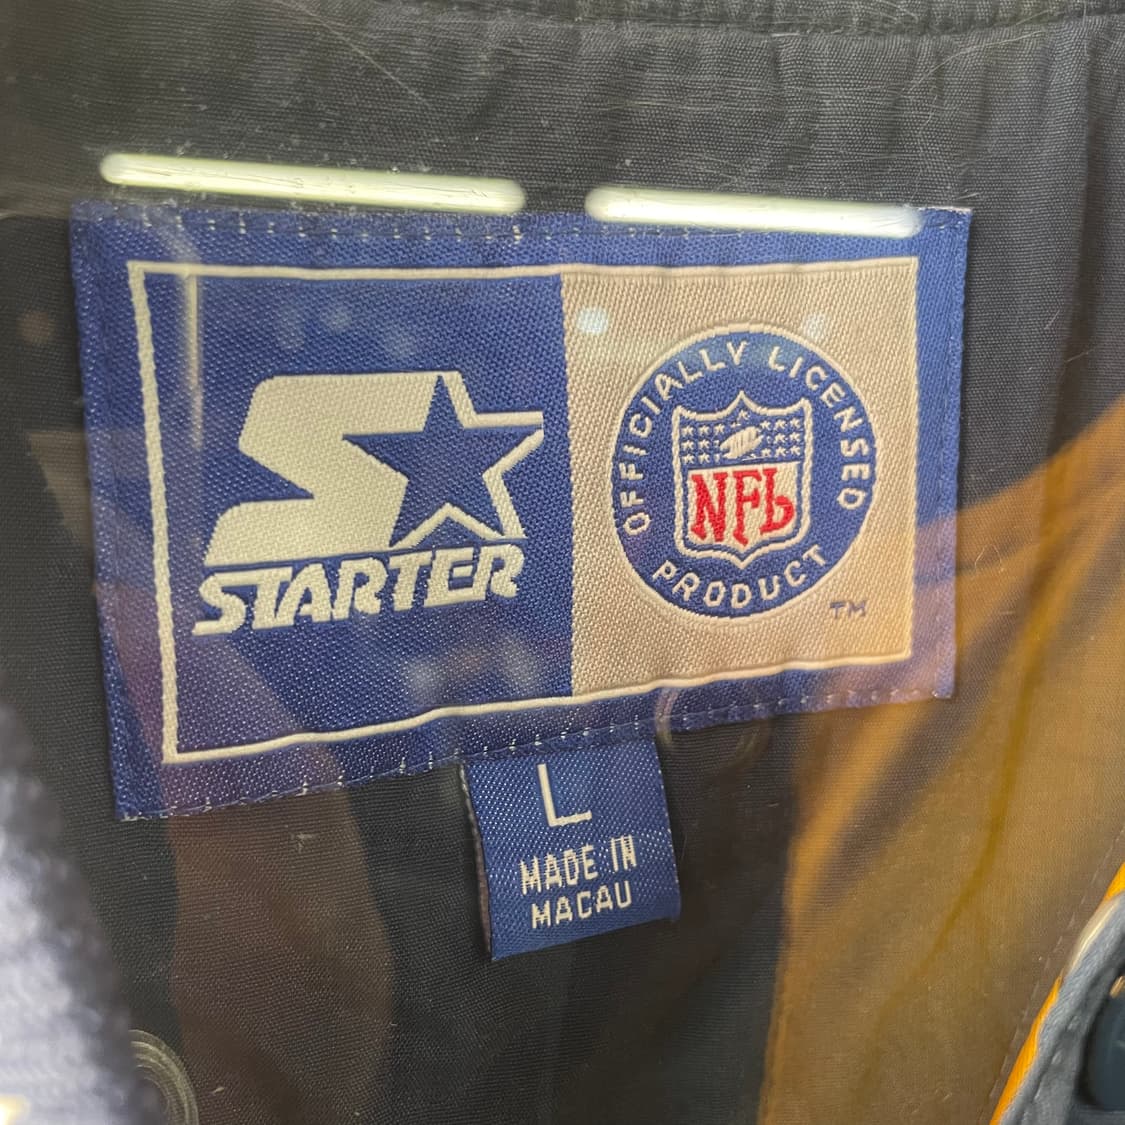 STARTER
OFFICIALLY LICENSED
NFL
PRODUCT
TM
L
MADE IN
MACAU